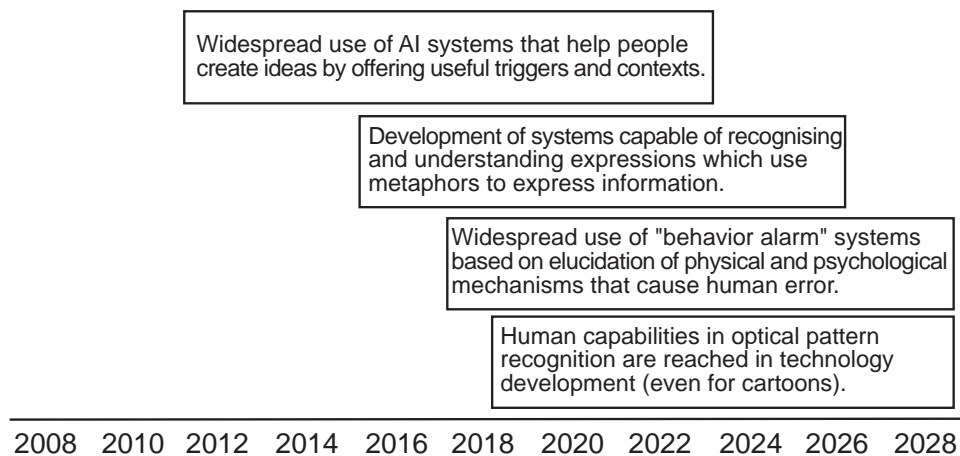 Widespread use of AI systems that help people
create ideas by offering useful triggers and contexts.
Development of systems capable of recognising
and understanding expressions which use
metaphors to express information.
Widespread use of "behavior alarm" systems
based on elucidation of physical and psychological
mechanisms that cause human error.
Human capabilities in optical pattern
recognition are reached in technology
development (even for cartoons).
2008 2010 2012 2014 2016 2018 2020 2022 2024 2026 2028